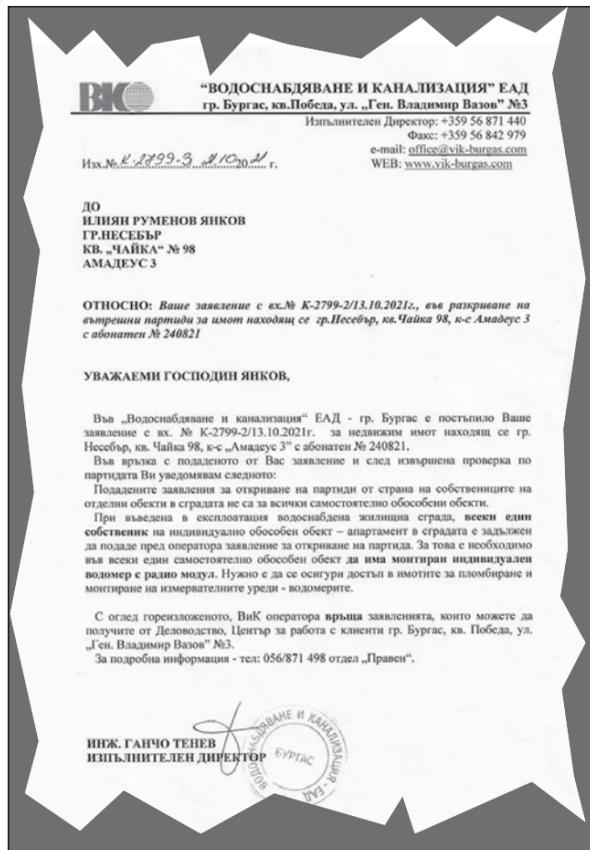 ВКО
“ВОДОСНАБДЯВАНЕ И КАНАЛИЗАЦИЯ” ЕАД
гр. Бургас, кв.Победа, ул. „Ген. Владимир Вазов” №3
Изпълнителен Директор: +359 56 871 440
Факс: +359 56 842 979
e-mail: office@vik-burgas.com
WEB: www.vik-burgas.com
Изх.№ К-2799-3 21.10.2021 г.
ДО
ИЛИЯН РУМЕНОВ ЯНКОВ
ГР.НЕСЕБЪР
КВ. „ЧАЙКА“ № 98
АМАДЕУС 3
ОТНОСНО: Ваше заявление с вх.№ К-2799-2/13.10.2021г., във разкриване на
вътрешни партиди за имот находящ се гр.Несебър, кв.Чайка 98, к-с Амадеус 3
с абонатен № 240821
УВАЖАЕМИ ГОСПОДИН ЯНКОВ,
Във „Водоснабдяване и канализация“ ЕАД - гр. Бургас е постъпило Ваше
заявление с вх. № К-2799-2/13.10.2021г. за недвижим имот находящ се гр.
Несебър, кв. Чайка 98, к-с „Амадеус 3” с абонатен № 240821.
Във връзка с подаденото от Вас заявление и след извършена проверка по
партидата Ви уведомявам следното:
Подадените заявления за откриване на партиди от страна на собствениците на
отделни обекти в сградата не са за всички самостоятелно обособени обекти.
При въведена в експлоатация водоснабдена жилищна сграда, всеки един
собственик на индивидуално обособен обект – апартамент в сградата е задължен
да подаде пред оператора заявление за откриване на партида. За това е необходимо
във всеки един самостоятелно обособен обект да има монтиран индивидуален
водомер с радио модул. Нужно е да се осигури достъп в имотите за пломбиране и
монтиране на измервателните уреди - водомерите.
С оглед гореизложеното, ВиК оператора връща заявленията, които можете да
получите от Деловодство, Център за работа с клиенти гр. Бургас, кв. Победа, ул.
„Ген. Владимир Вазов” №3.
За подробна информация - тел: 056/871 498 отдел „Правен“.
ИНЖ. ГАНЧО ТЕНЕВ
ИЗПЪЛНИТЕЛЕН ДИРЕКТОР
ВОДОСНАБДЯВАНЕ И КАНАЛИЗАЦИЯ - ЕАД
БУРГАС